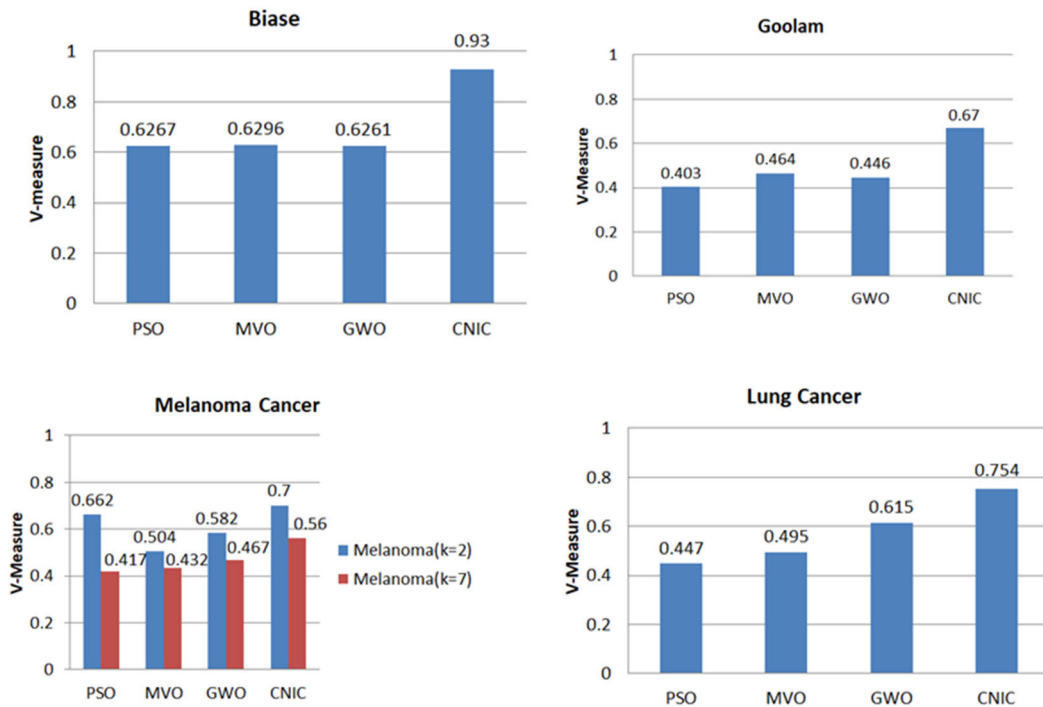 Biase
1
0.93
0.8
0.6267
0.6296
0.6261
0.6
0.4
0.2
0
V-measure
PSO
MVO
GWO
CNIC
Goolam
1
0.8
0.67
0.6
0.403
0.464
0.446
0.4
0.2
0
V-Measure
PSO
MVO
GWO
CNIC
Melanoma Cancer
1
0.8
0.662
0.504
0.582
0.7
0.6
0.417
0.432
0.467
0.56
0.4
0.2
0
V-Measure
PSO
MVO
GWO
CNIC
Melanoma(k=2)
Melanoma(k=7)
Lung Cancer
1
0.8
0.754
0.615
0.6
0.447
0.495
0.4
0.2
0
V-Measure
PSO
MVO
GWO
CNIC